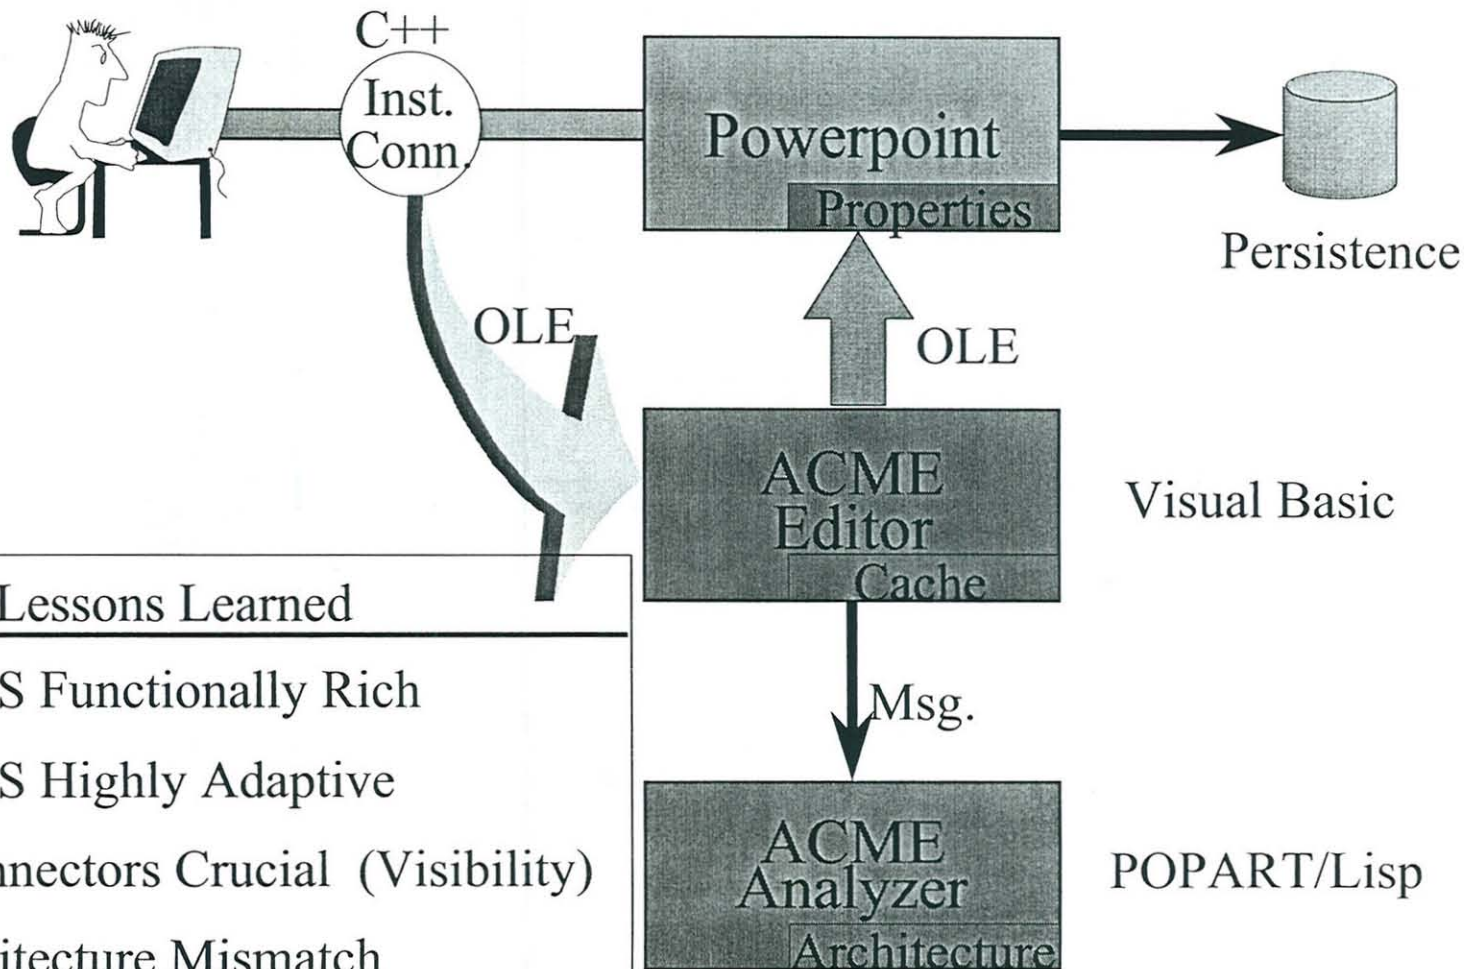 C++
Inst.
Conn.
Powerpoint
Properties
Persistence
OLE
OLE
ACME
Editor
Cache
Visual Basic
Msg.
ACME
Analyzer
Architecture
POPART/Lisp
Lessons Learned
S Functionally Rich
S Highly Adaptive
nnectors Crucial (Visibility)
itecture Mismatch